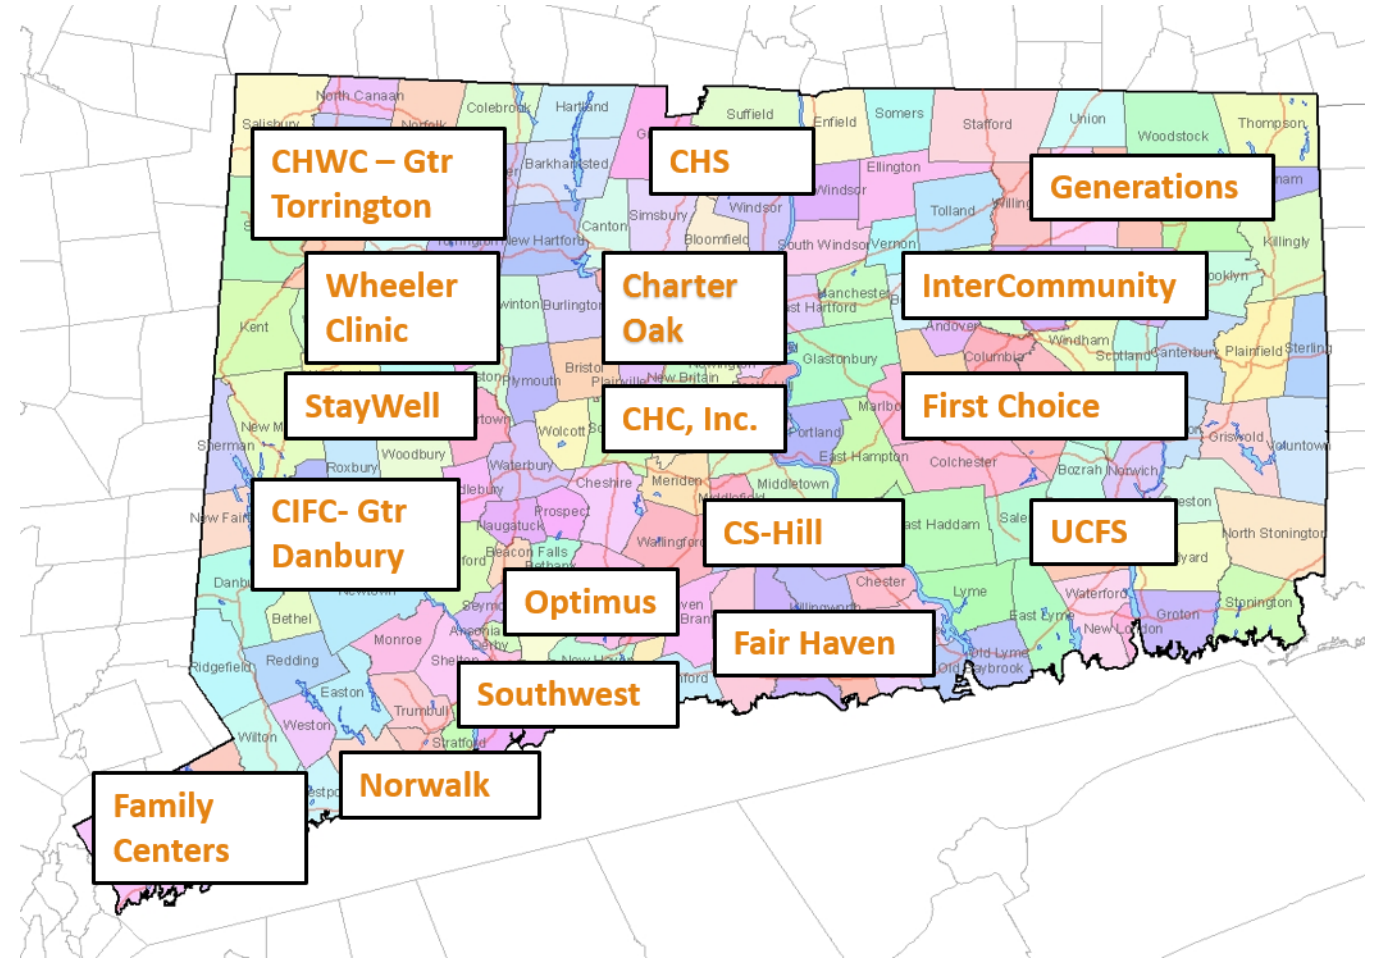 North Canaan
Colebrook
Hartland
Suffield
Enfield
Somers
Stafford
Union
Woodstock
Thompson
Salisbury
Norfolk
CHWC – Gtr
Torrington
Barkhamsted
CHS
Windsor
Ellington
Generations
Simsbury
Windsor
Tolland
Canton
New Hartford
Bloomfield
South Windsor
Vernon
Killingly
Wheeler
Clinic
Burlington
Charter
Oak
Manchester
InterCommunity
Kent
Andover
Windham
Glastonbury
Columbia
Scotland
Canterbury
Plainfield
Sterling
Bristol
Plymouth
Plainville
New Britain
StayWell
CHC, Inc.
First Choice
Sherman
Wolcott
Portland
Griswold
Voluntown
Woodbury
Roxbury
Waterbury
East Hampton
Colchester
Bozrah
Norwich
Cheshire
Meriden
Middletown
Middlefield
CIFC- Gtr
Danbury
Prospect
Naugatuck
Wallingford
CS-Hill
UCFS
North Stonington
Beacon Falls
Bethany
Newtown
Bethel
Optimus
Killingworth
Chester
Lyme
East Lyme
Waterford
New London
Groton
Stonington
Monroe
Ansonia
Derby
Fair Haven
Ridgefield
Redding
Shelton
New Haven
Old Lyme
Old Saybrook
Easton
Southwest
Trumbull
Weston
Wilton
Stratford
Norwalk
Family
Centers